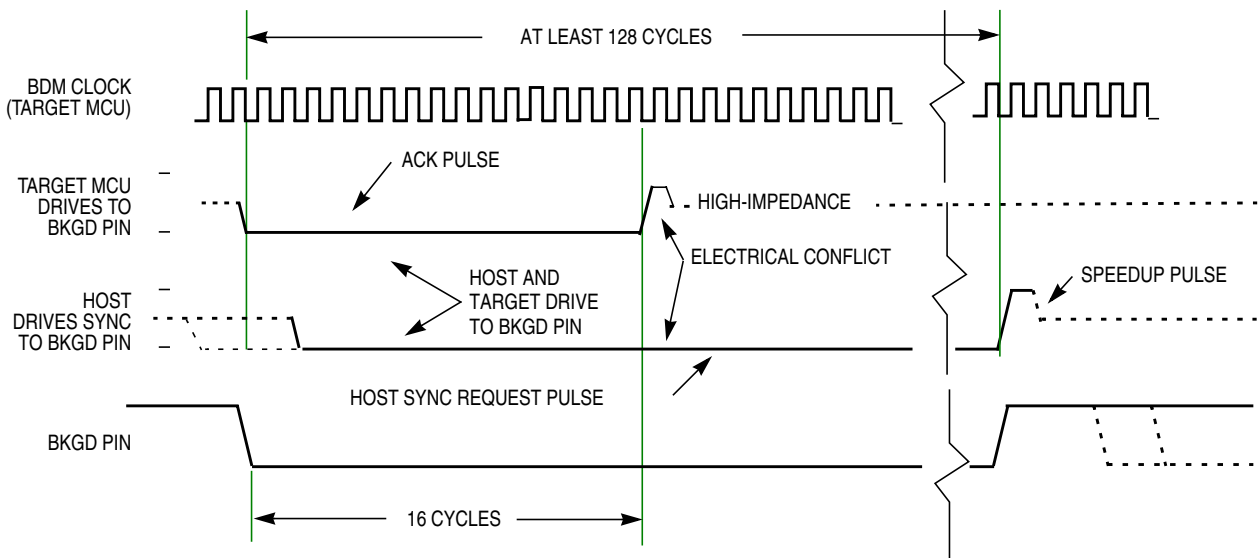 AT LEAST 128 CYCLES
BDM CLOCK
(TARGET MCU)
ACK PULSE
TARGET MCU
DRIVES TO
BKGD PIN
HIGH-IMPEDANCE
ELECTRICAL CONFLICT
HOST AND
TARGET DRIVE
TO BKGD PIN
SPEEDUP PULSE
HOST
DRIVES SYNC
TO BKGD PIN
HOST SYNC REQUEST PULSE
BKGD PIN
16 CYCLES